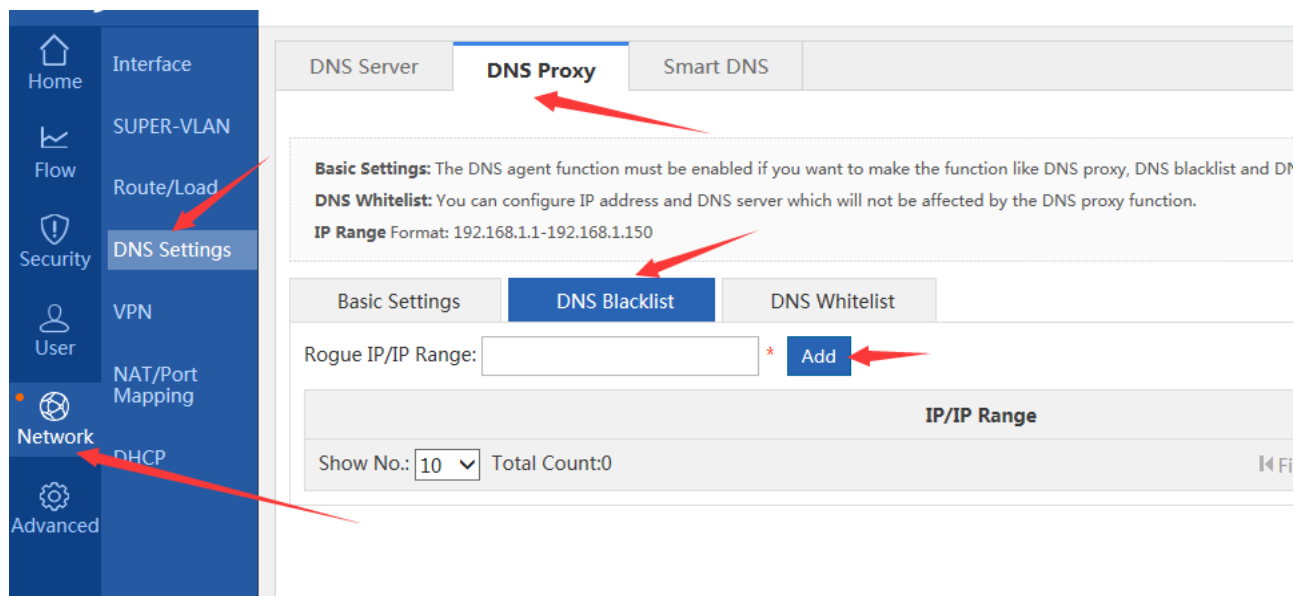 Home
Flow
Security
User
Network
Advanced
Interface
SUPER-VLAN
Route/Load
DNS Settings
VPN
NAT/Port
Mapping
DHCP
DNS Server DNS Proxy Smart DNS
Basic Settings: The DNS agent function must be enabled if you want to make the function like DNS proxy, DNS blacklist and
DNS Whitelist: You can configure IP address and DNS server which will not be affected by the DNS proxy function.
IP Range Format: 192.168.1.1-192.168.1.150
Basic Settings DNS Blacklist DNS Whitelist
Rogue IP/IP Range: * Add
IP/IP Range
Show No.: 10 Total Count:0